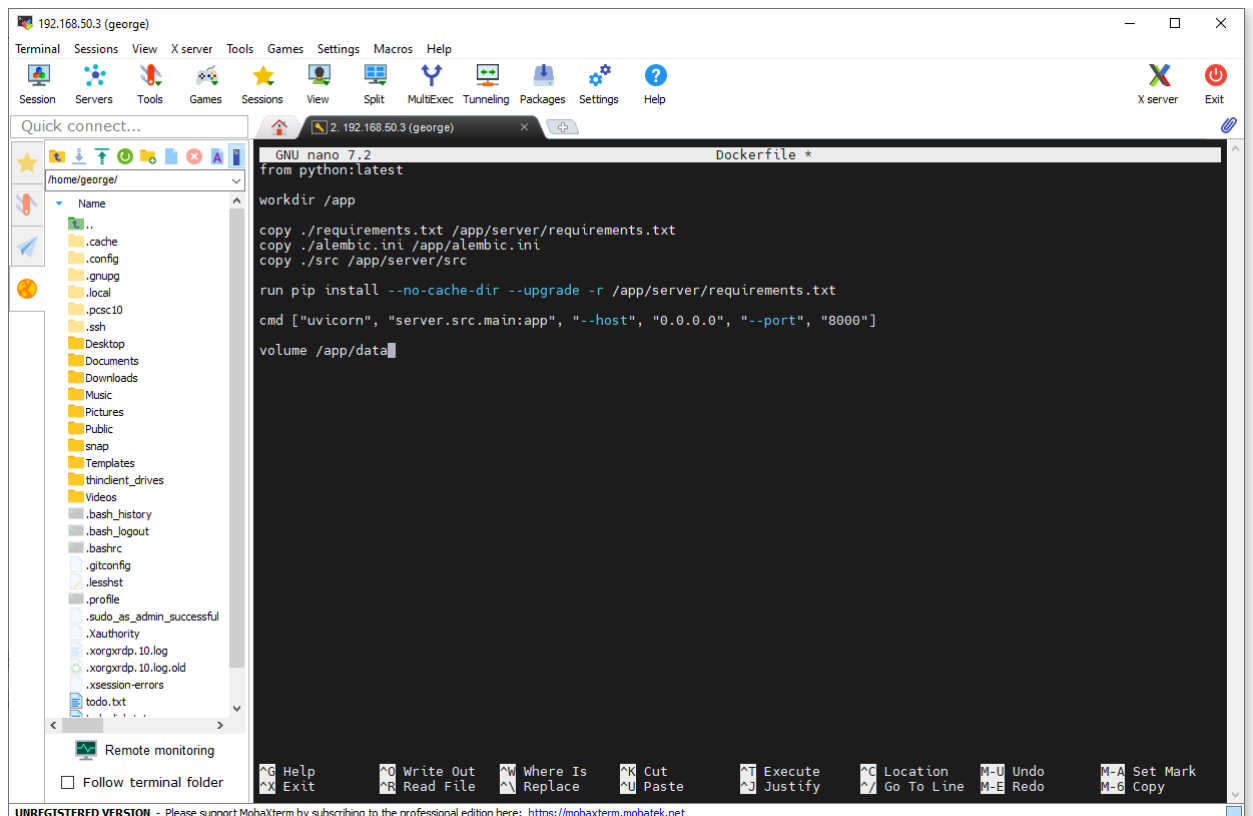 192.168.50.3 (george)
Terminal Sessions View X server Tools Games Settings Macros Help
Session Servers Tools Games Sessions View Split MultiExec Tunneling Packages Settings Help X server Exit
Quick connect...
2. 192.168.50.3 (george)
/home/george/
Name
..
.cache
.config
.gnupg
.local
.pcsc10
.ssh
Desktop
Documents
Downloads
Music
Pictures
Public
snap
Templates
thinclient_drives
Videos
.bash_history
.bash_logout
.bashrc
.gitconfig
.lesshst
.profile
.sudo_as_admin_successful
.Xauthority
.xorgxrdp.10.log
.xorgxrdp.10.log.old
.xsession-errors
todo.txt
Remote monitoring
Follow terminal folder
GNU nano 7.2 Dockerfile *
from python:latest
workdir /app
copy ./requirements.txt /app/server/requirements.txt
copy ./alembic.ini /app/alembic.ini
copy ./src /app/server/src
run pip install --no-cache-dir --upgrade -r /app/server/requirements.txt
cmd ["uvicorn", "server.src.main:app", "--host", "0.0.0.0", "--port", "8000"]
volume /app/data
^G Help ^O Write Out ^W Where Is ^K Cut ^T Execute ^C Location M-U Undo M-A Set Mark
^X Exit ^R Read File ^\ Replace ^U Paste ^J Justify ^/ Go To Line M-E Redo M-6 Copy
UNREGISTERED VERSION - Please support MobaXterm by subscribing to the professional edition here: https://mobaxterm.mobatek.net